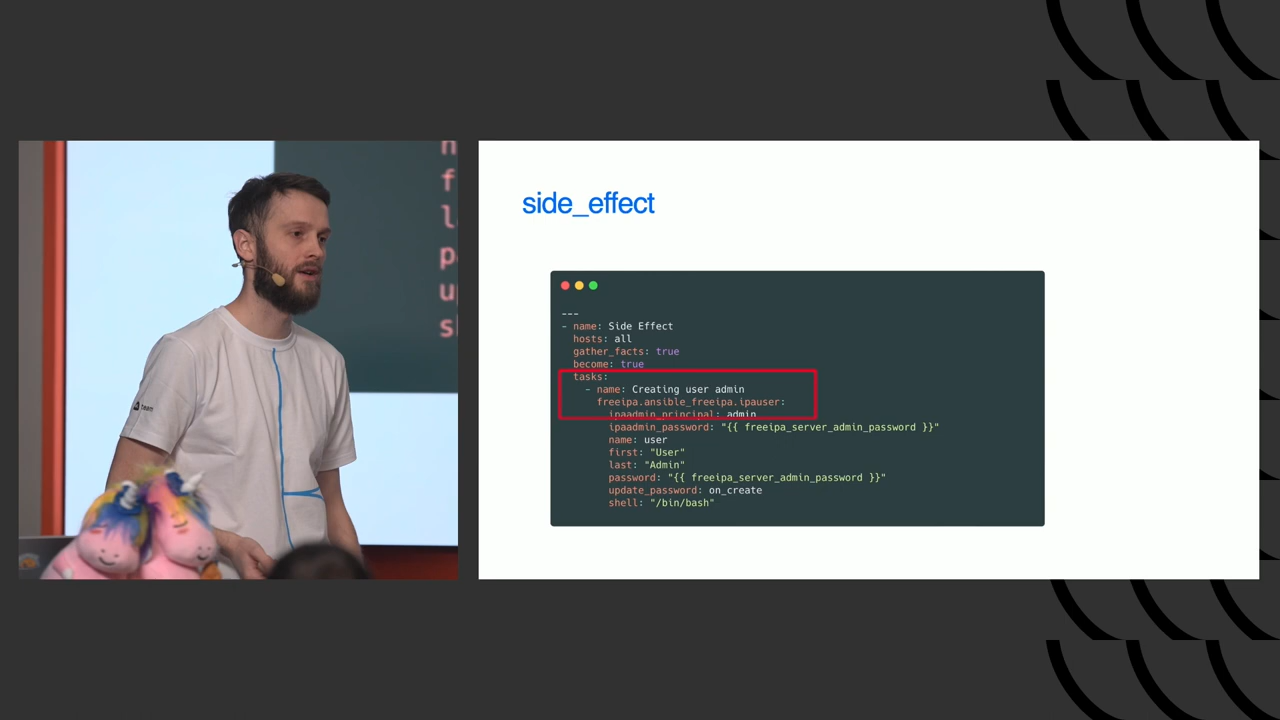 side_effect
---
- name: Side Effect
hosts: all
gather_facts: true
become: true
tasks:
- name: Creating user admin
freeipa.ansible_freeipa.ipauser:
ipaadmin_principal: admin
ipaadmin_password: "{{ freeipa_server_admin_password }}"
name: user
first: "User"
last: "Admin"
password: "{{ freeipa_server_admin_password }}"
update_password: on_create
shell: "/bin/bash"
team
n
f
l
p
u
s